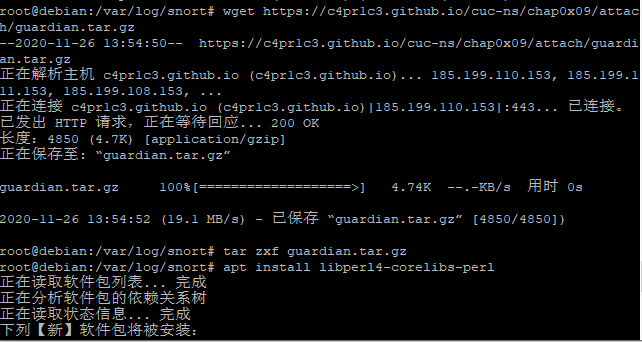 root@debian:/var/log/snort# wget https://c4pr1c3.github.io/cuc-ns/chap0x09/attac
h/guardian.tar.gz
--2020-11-26 13:54:50--  https://c4pr1c3.github.io/cuc-ns/chap0x09/attach/guardi
an.tar.gz
正在解析主机 c4pr1c3.github.io (c4pr1c3.github.io)... 185.199.110.153, 185.199.1
11.153, 185.199.108.153, ...
正在连接 c4pr1c3.github.io (c4pr1c3.github.io)|185.199.110.153|:443... 已连接。
已发出 HTTP 请求，正在等待回应... 200 OK
长度：4850 (4.7K) [application/gzip]
正在保存至: “guardian.tar.gz”
guardian.tar.gz     100%[===================>]   4.74K  --.-KB/s  用时 0s
2020-11-26 13:54:52 (19.1 MB/s) - 已保存 “guardian.tar.gz” [4850/4850])
root@debian:/var/log/snort# tar zxf guardian.tar.gz
root@debian:/var/log/snort# apt install libperl4-corelibs-perl
正在读取软件包列表... 完成
正在分析软件包的依赖关系树
正在读取状态信息... 完成
下列【新】软件包将被安装：